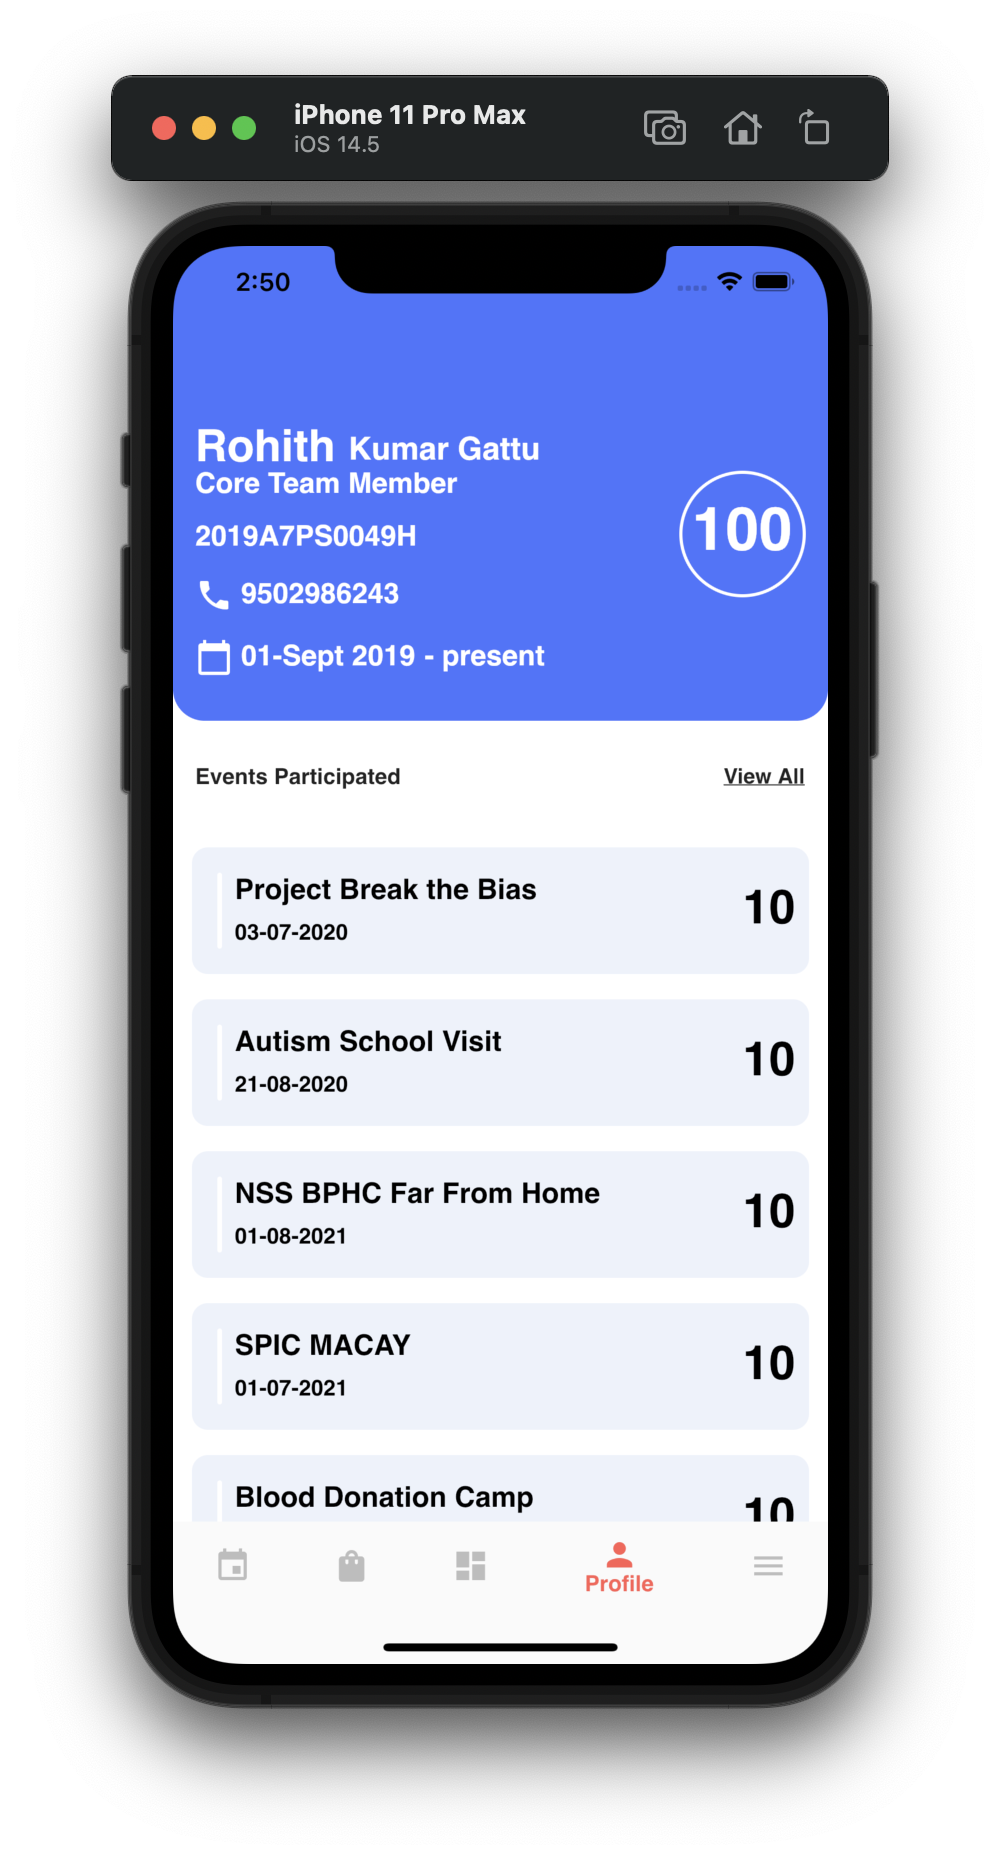 iPhone 11 Pro Max
iOS 14.5
2:50
Rohith Kumar Gattu
Core Team Member
2019A7PS0049H
100
9502986243
01-Sept 2019 - present
Events Participated View All
Project Break the Bias
03-07-2020
10
Autism School Visit
21-08-2020
10
NSS BPHC Far From Home
01-08-2021
10
SPIC MACAY
01-07-2021
10
Blood Donation Camp
10
Profile